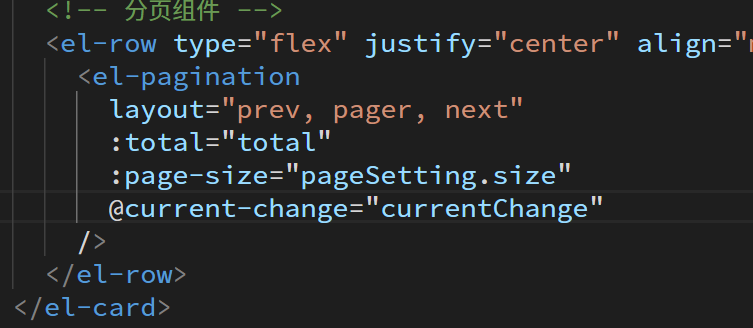 <!-- 分页组件 -->
<el-row type="flex" justify="center" align="
<el-pagination
layout="prev, pager, next"
:total="total"
:page-size="pageSetting.size"
@current-change="currentChange"
/>
</el-row>
</el-card>